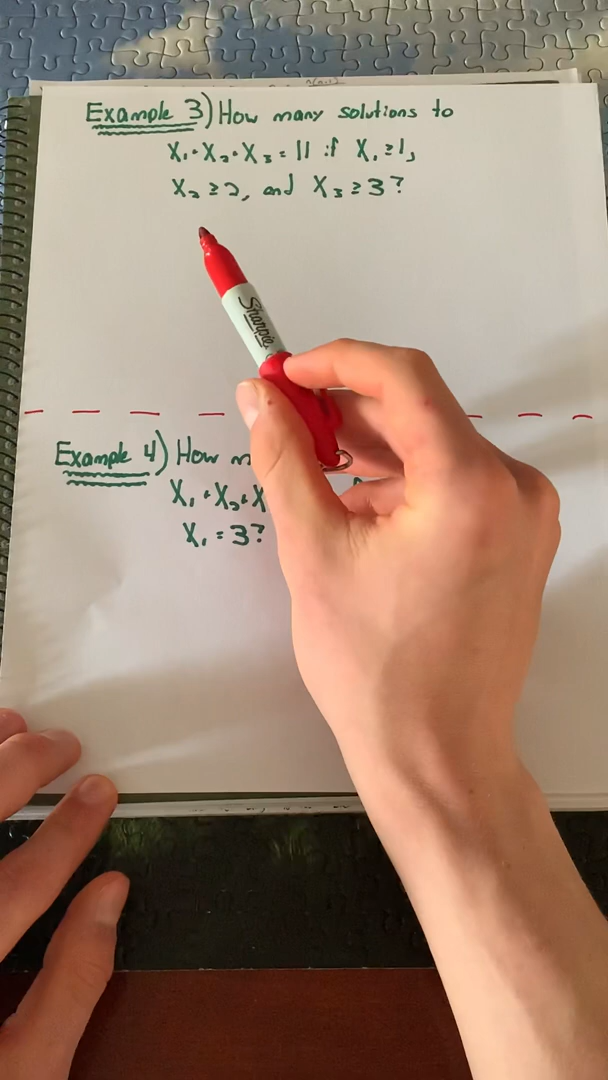 Example 3) How many solutions to
X₁+X₂+X₃=11 if X₁≥1,
X₂≥2, and X₃≥3?
Sharpie
Example 4) How
X₁+X₂+X
X₁=3?